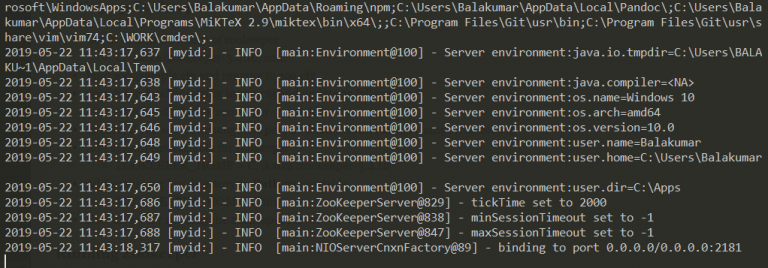 rosoft\WindowsApps;C:\Users\Balakumar\AppData\Roaming\npm;C:\Users\Balakumar\AppData\Local\Pandoc\;C:\Users\Bala
kumar\AppData\Local\Programs\MiKTeX 2.9\miktex\bin\x64\;;C:\Program Files\Git\usr\bin;C:\Program Files\Git\usr\s
hare\vim\vim74;C:\WORK\cmder\;.
2019-05-22 11:43:17,637 [myid:] - INFO  [main:Environment@100] - Server environment:java.io.tmpdir=C:\Users\BALA
KU~1\AppData\Local\Temp\
2019-05-22 11:43:17,638 [myid:] - INFO  [main:Environment@100] - Server environment:java.compiler=<NA>
2019-05-22 11:43:17,643 [myid:] - INFO  [main:Environment@100] - Server environment:os.name=Windows 10
2019-05-22 11:43:17,645 [myid:] - INFO  [main:Environment@100] - Server environment:os.arch=amd64
2019-05-22 11:43:17,646 [myid:] - INFO  [main:Environment@100] - Server environment:os.version=10.0
2019-05-22 11:43:17,648 [myid:] - INFO  [main:Environment@100] - Server environment:user.name=Balakumar
2019-05-22 11:43:17,649 [myid:] - INFO  [main:Environment@100] - Server environment:user.home=C:\Users\Balakumar
2019-05-22 11:43:17,650 [myid:] - INFO  [main:Environment@100] - Server environment:user.dir=C:\Apps
2019-05-22 11:43:17,686 [myid:] - INFO  [main:ZooKeeperServer@829] - tickTime set to 2000
2019-05-22 11:43:17,687 [myid:] - INFO  [main:ZooKeeperServer@838] - minSessionTimeout set to -1
2019-05-22 11:43:17,688 [myid:] - INFO  [main:ZooKeeperServer@847] - maxSessionTimeout set to -1
2019-05-22 11:43:18,317 [myid:] - INFO  [main:NIOServerCnxnFactory@89] - binding to port 0.0.0.0/0.0.0.0:2181